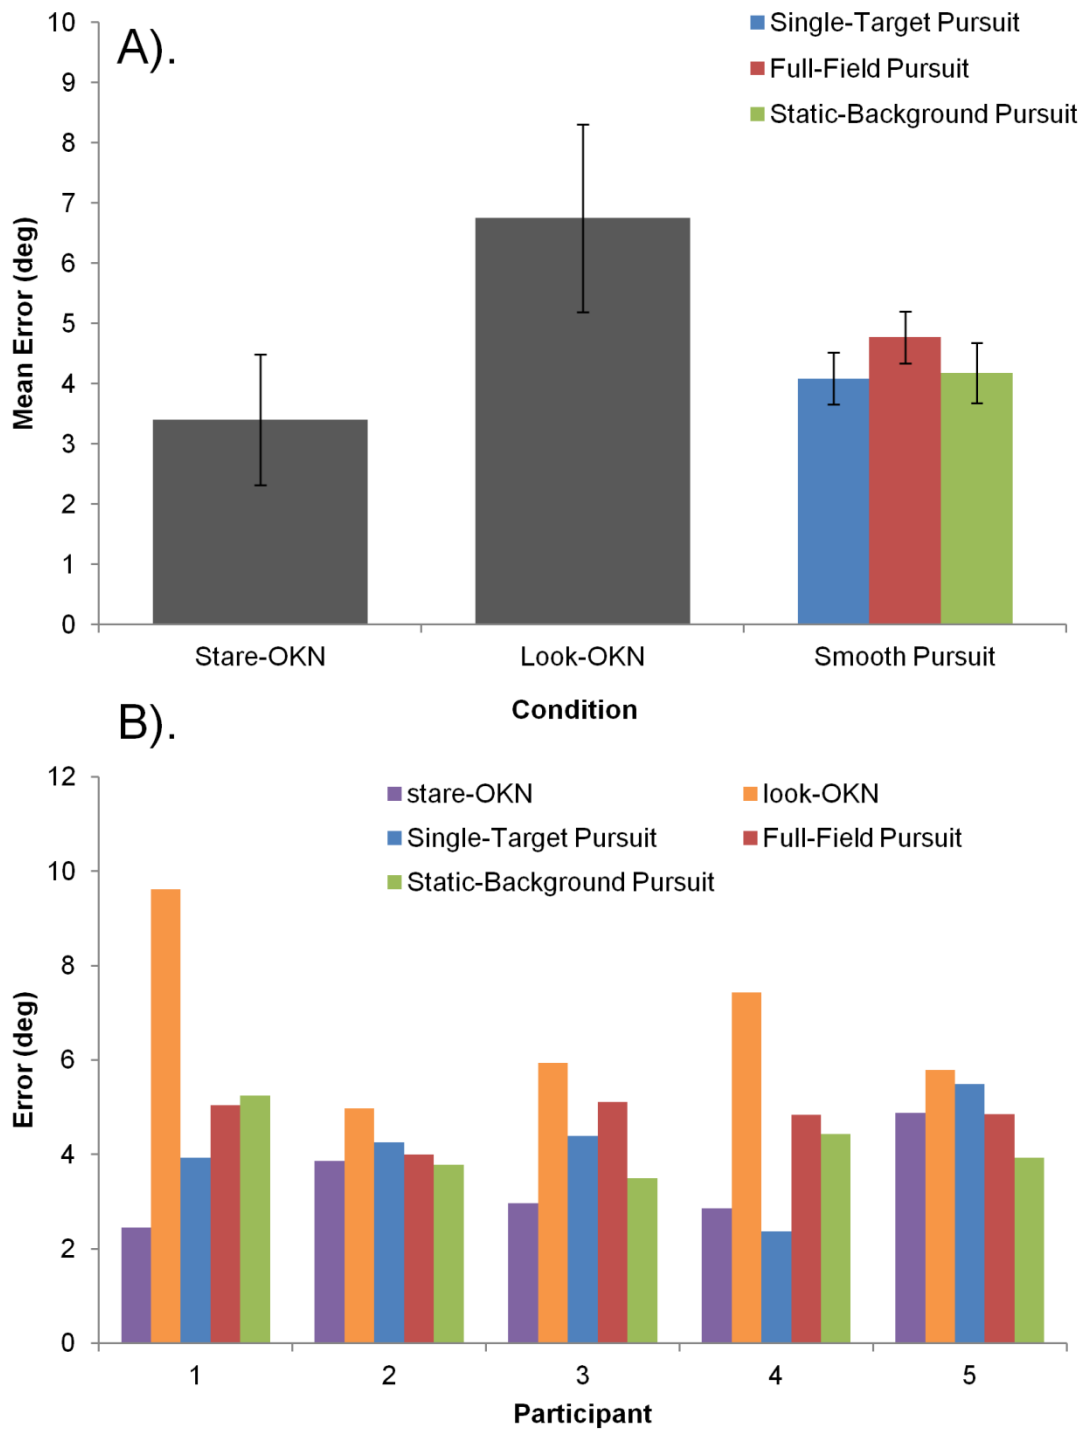 A).
Single-Target Pursuit
Full-Field Pursuit
Static-Background Pursuit
10
9
8
7
6
5
4
3
2
1
0
Mean Error (deg)
Stare-OKN Look-OKN Smooth Pursuit
Condition
B).
stare-OKN look-OKN
Single-Target Pursuit Full-Field Pursuit
Static-Background Pursuit
12
10
8
6
4
2
0
Error (deg)
1 2 3 4 5
Participant